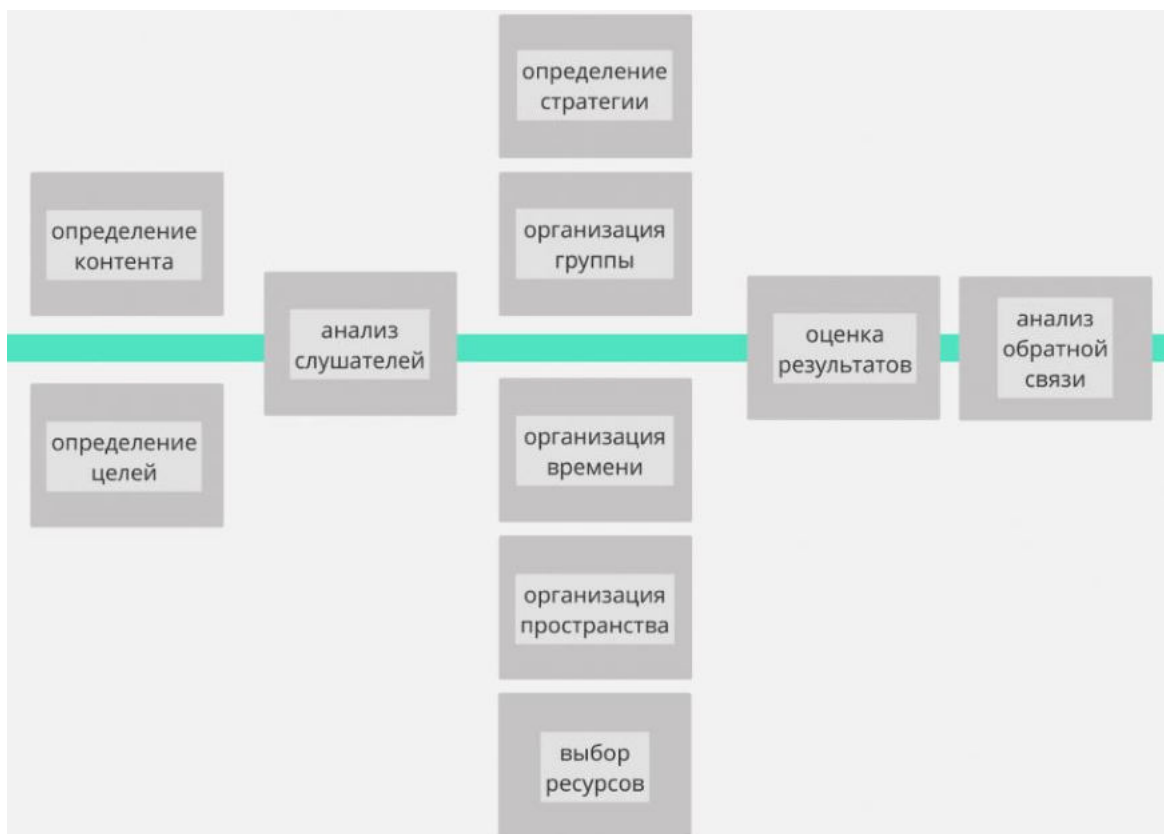 определение
контента
определение
целей
анализ
слушателей
определение
стратегии
организация
группы
организация
времени
организация
пространства
выбор
ресурсов
оценка
результатов
анализ
обратной
связи